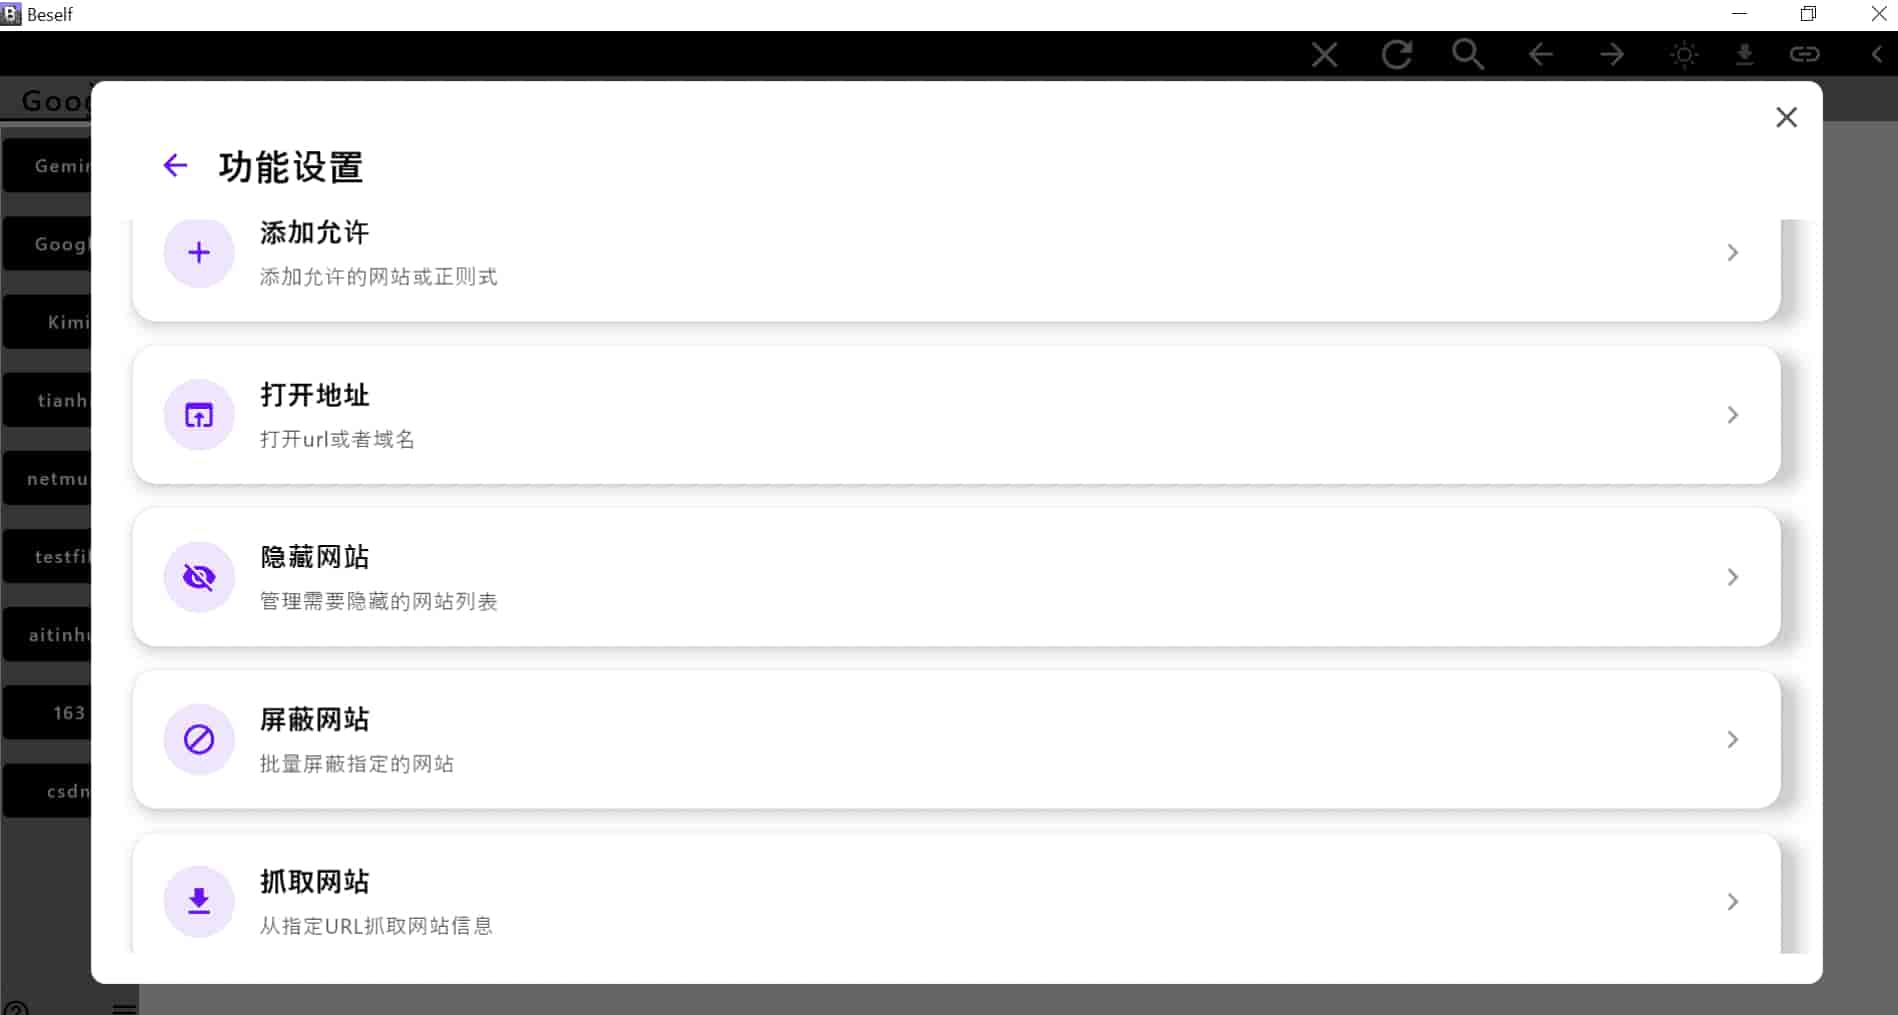 Beself
功能设置
添加允许
添加允许的网站或正则式
打开地址
打开url或者域名
隐藏网站
管理需要隐藏的网站列表
屏蔽网站
批量屏蔽指定的网站
抓取网站
从指定URL抓取网站信息
Goo
Gemin
Googl
Kimi
tianh
netmu
testfil
aitinhu
163
csdn